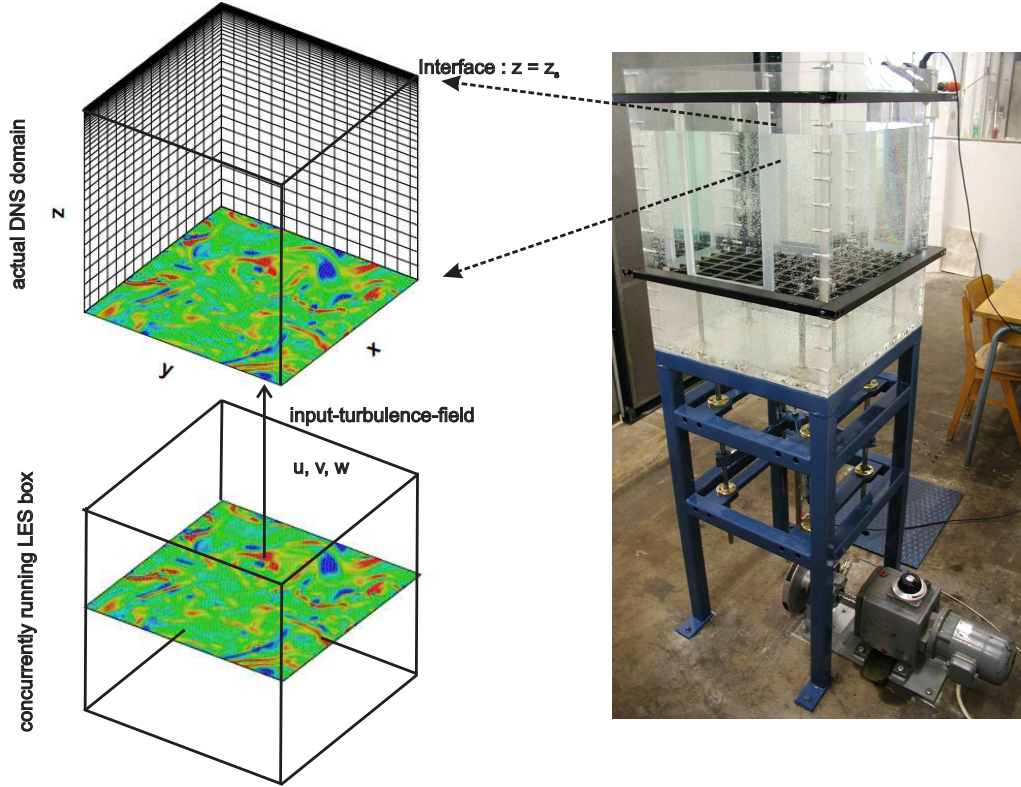 Interface : z = zs
actual DNS domain
z
y
x
input-turbulence-field
u, v, w
concurrently running LES box